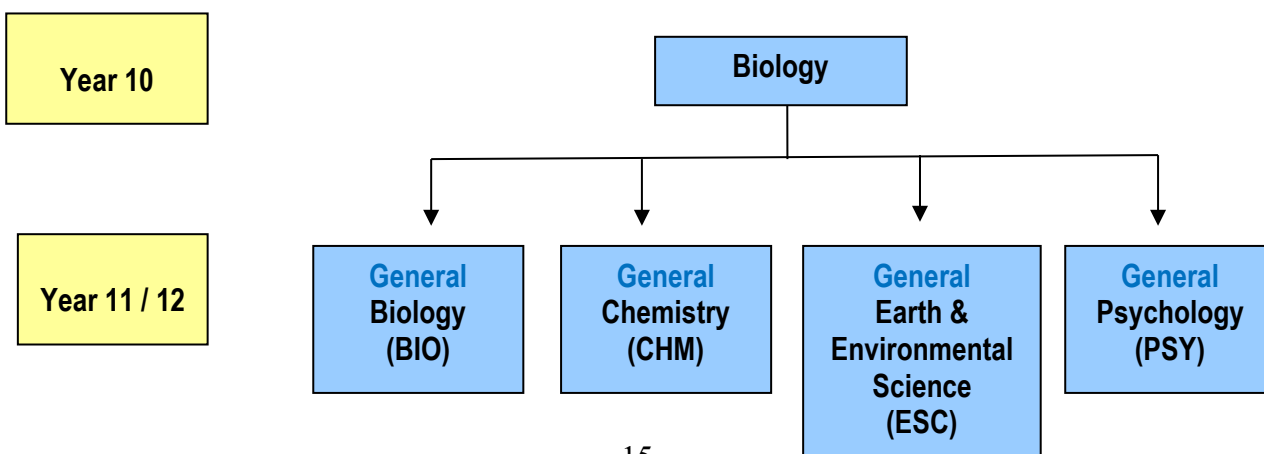 Year 10
Biology
Year 11 / 12
General
Biology
(BIO)
General
Chemistry
(CHM)
General
Earth &
Environmental
Science
(ESC)
General
Psychology
(PSY)
15